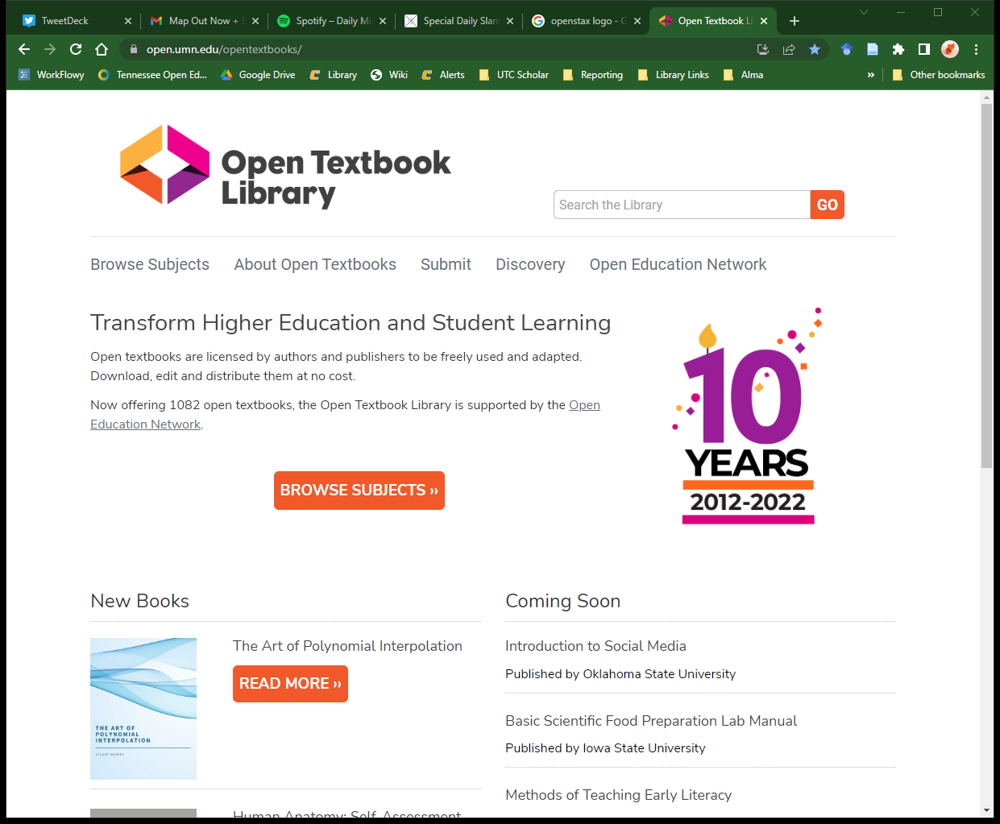 TweetDeck
Map Out Now +
Spotify – Daily Mi
Special Daily Slan
openstax logo - G
Open Textbook Li
open.umn.edu/opentextbooks/
WorkFlowy
Tennessee Open Ed...
Google Drive
Library
Wiki
Alerts
UTC Scholar
Reporting
Library Links
Alma
»
Other bookmarks
Open Textbook
Library
Search the Library
GO
Browse Subjects
About Open Textbooks
Submit
Discovery
Open Education Network
Transform Higher Education and Student Learning
Open textbooks are licensed by authors and publishers to be freely used and adapted.
Download, edit and distribute them at no cost.
Now offering 1082 open textbooks, the Open Textbook Library is supported by the Open
Education Network.
BROWSE SUBJECTS ››
10
YEARS
2012-2022
New Books
THE ART OF
POLYNOMIAL
INTERPOLATION
STUART MURPHY
The Art of Polynomial Interpolation
READ MORE ››
Human Anatomy: Self-Assessment
Coming Soon
Introduction to Social Media
Published by Oklahoma State University
Basic Scientific Food Preparation Lab Manual
Published by Iowa State University
Methods of Teaching Early Literacy